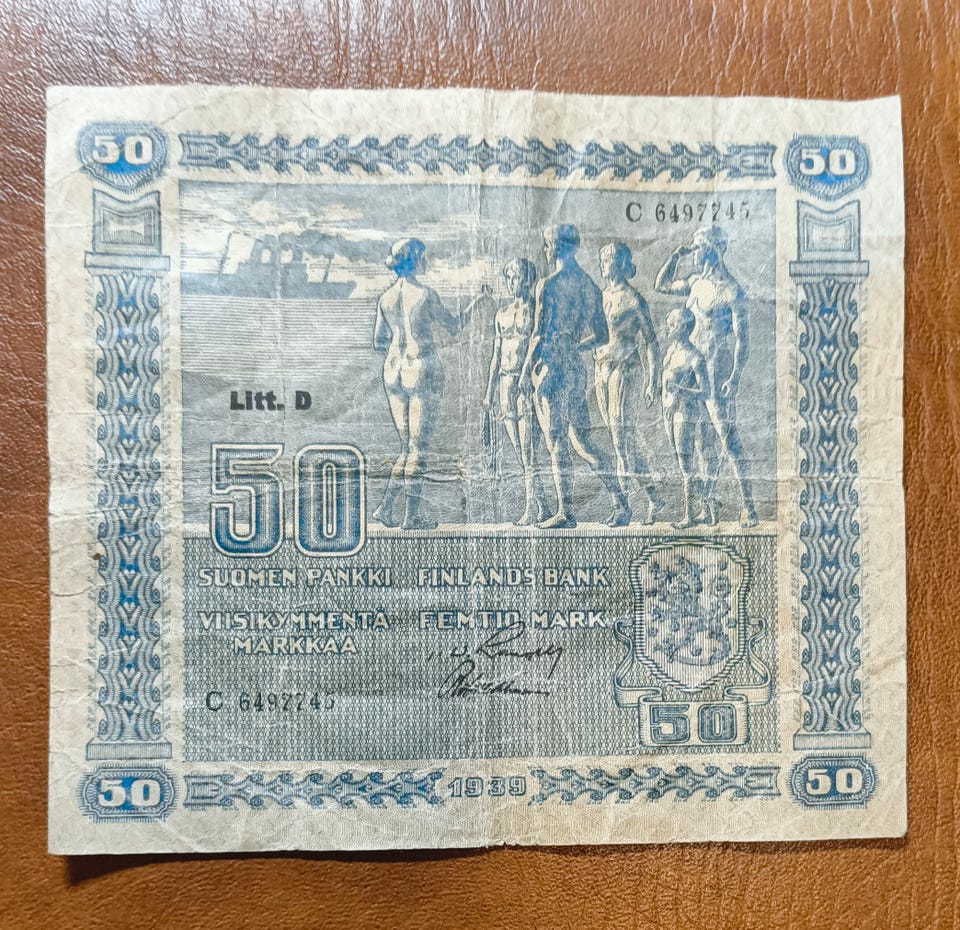 50
50
C 6497745
Litt. D
50
SUOMEN PANKKI FINLANDS BANK
VIISIKYMMENTÄ FEMTIO MARK
MARKKAA
C 6497745
50
50
1939
50